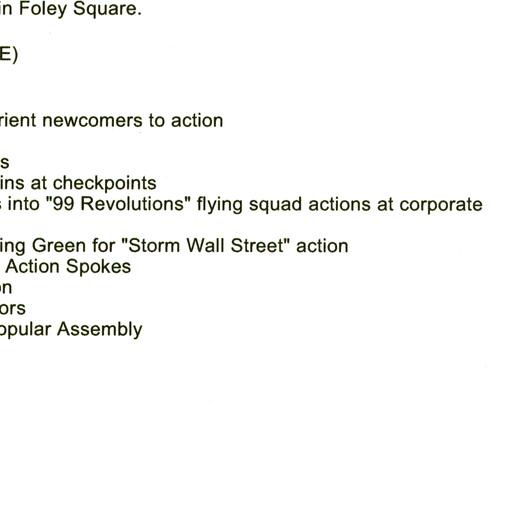 in Foley Square.
E)
rient newcomers to action
s
ins at checkpoints
s into "99 Revolutions" flying squad actions at corporate
ing Green for "Storm Wall Street" action
Action Spokes
on
ors
opular Assembly